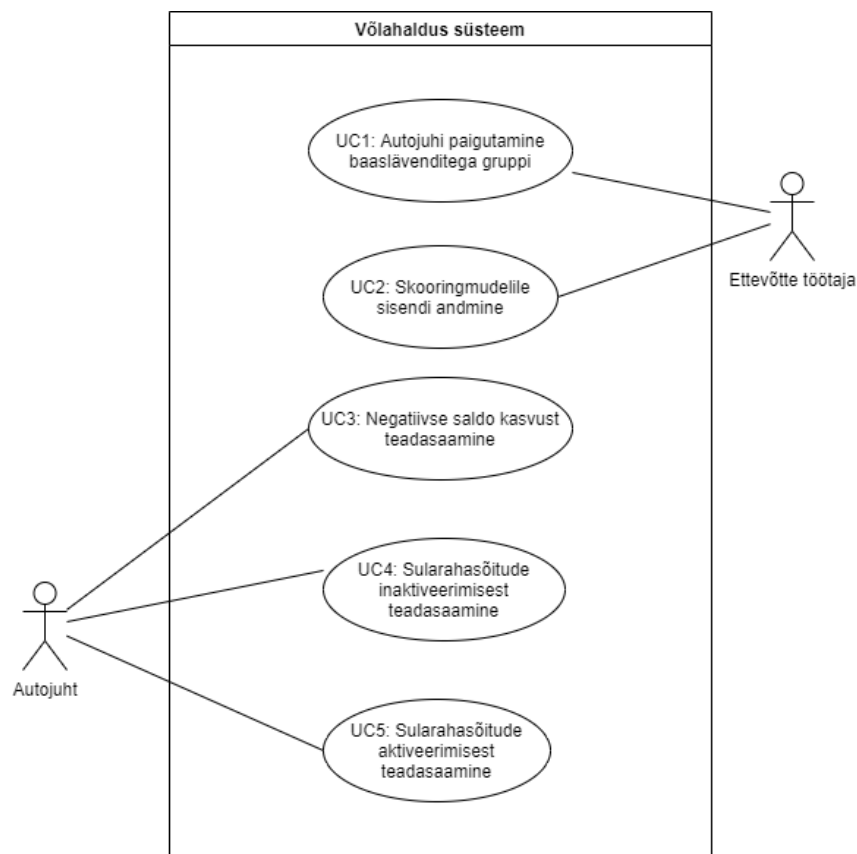 Võlahaldus süsteem
UC1: Autojuhi paigutamine
baaslävenditega gruppi
Ettevõtte töötaja
UC2: Skooringmudelile
sisendi andmine
UC3: Negatiivse saldo kasvust
teadasaamine
UC4: Sularahasõitude
inaktiveerimisest
teadasaamine
Autojuht
UC5: Sularahasõitude
aktiveerimisest
teadasaamine